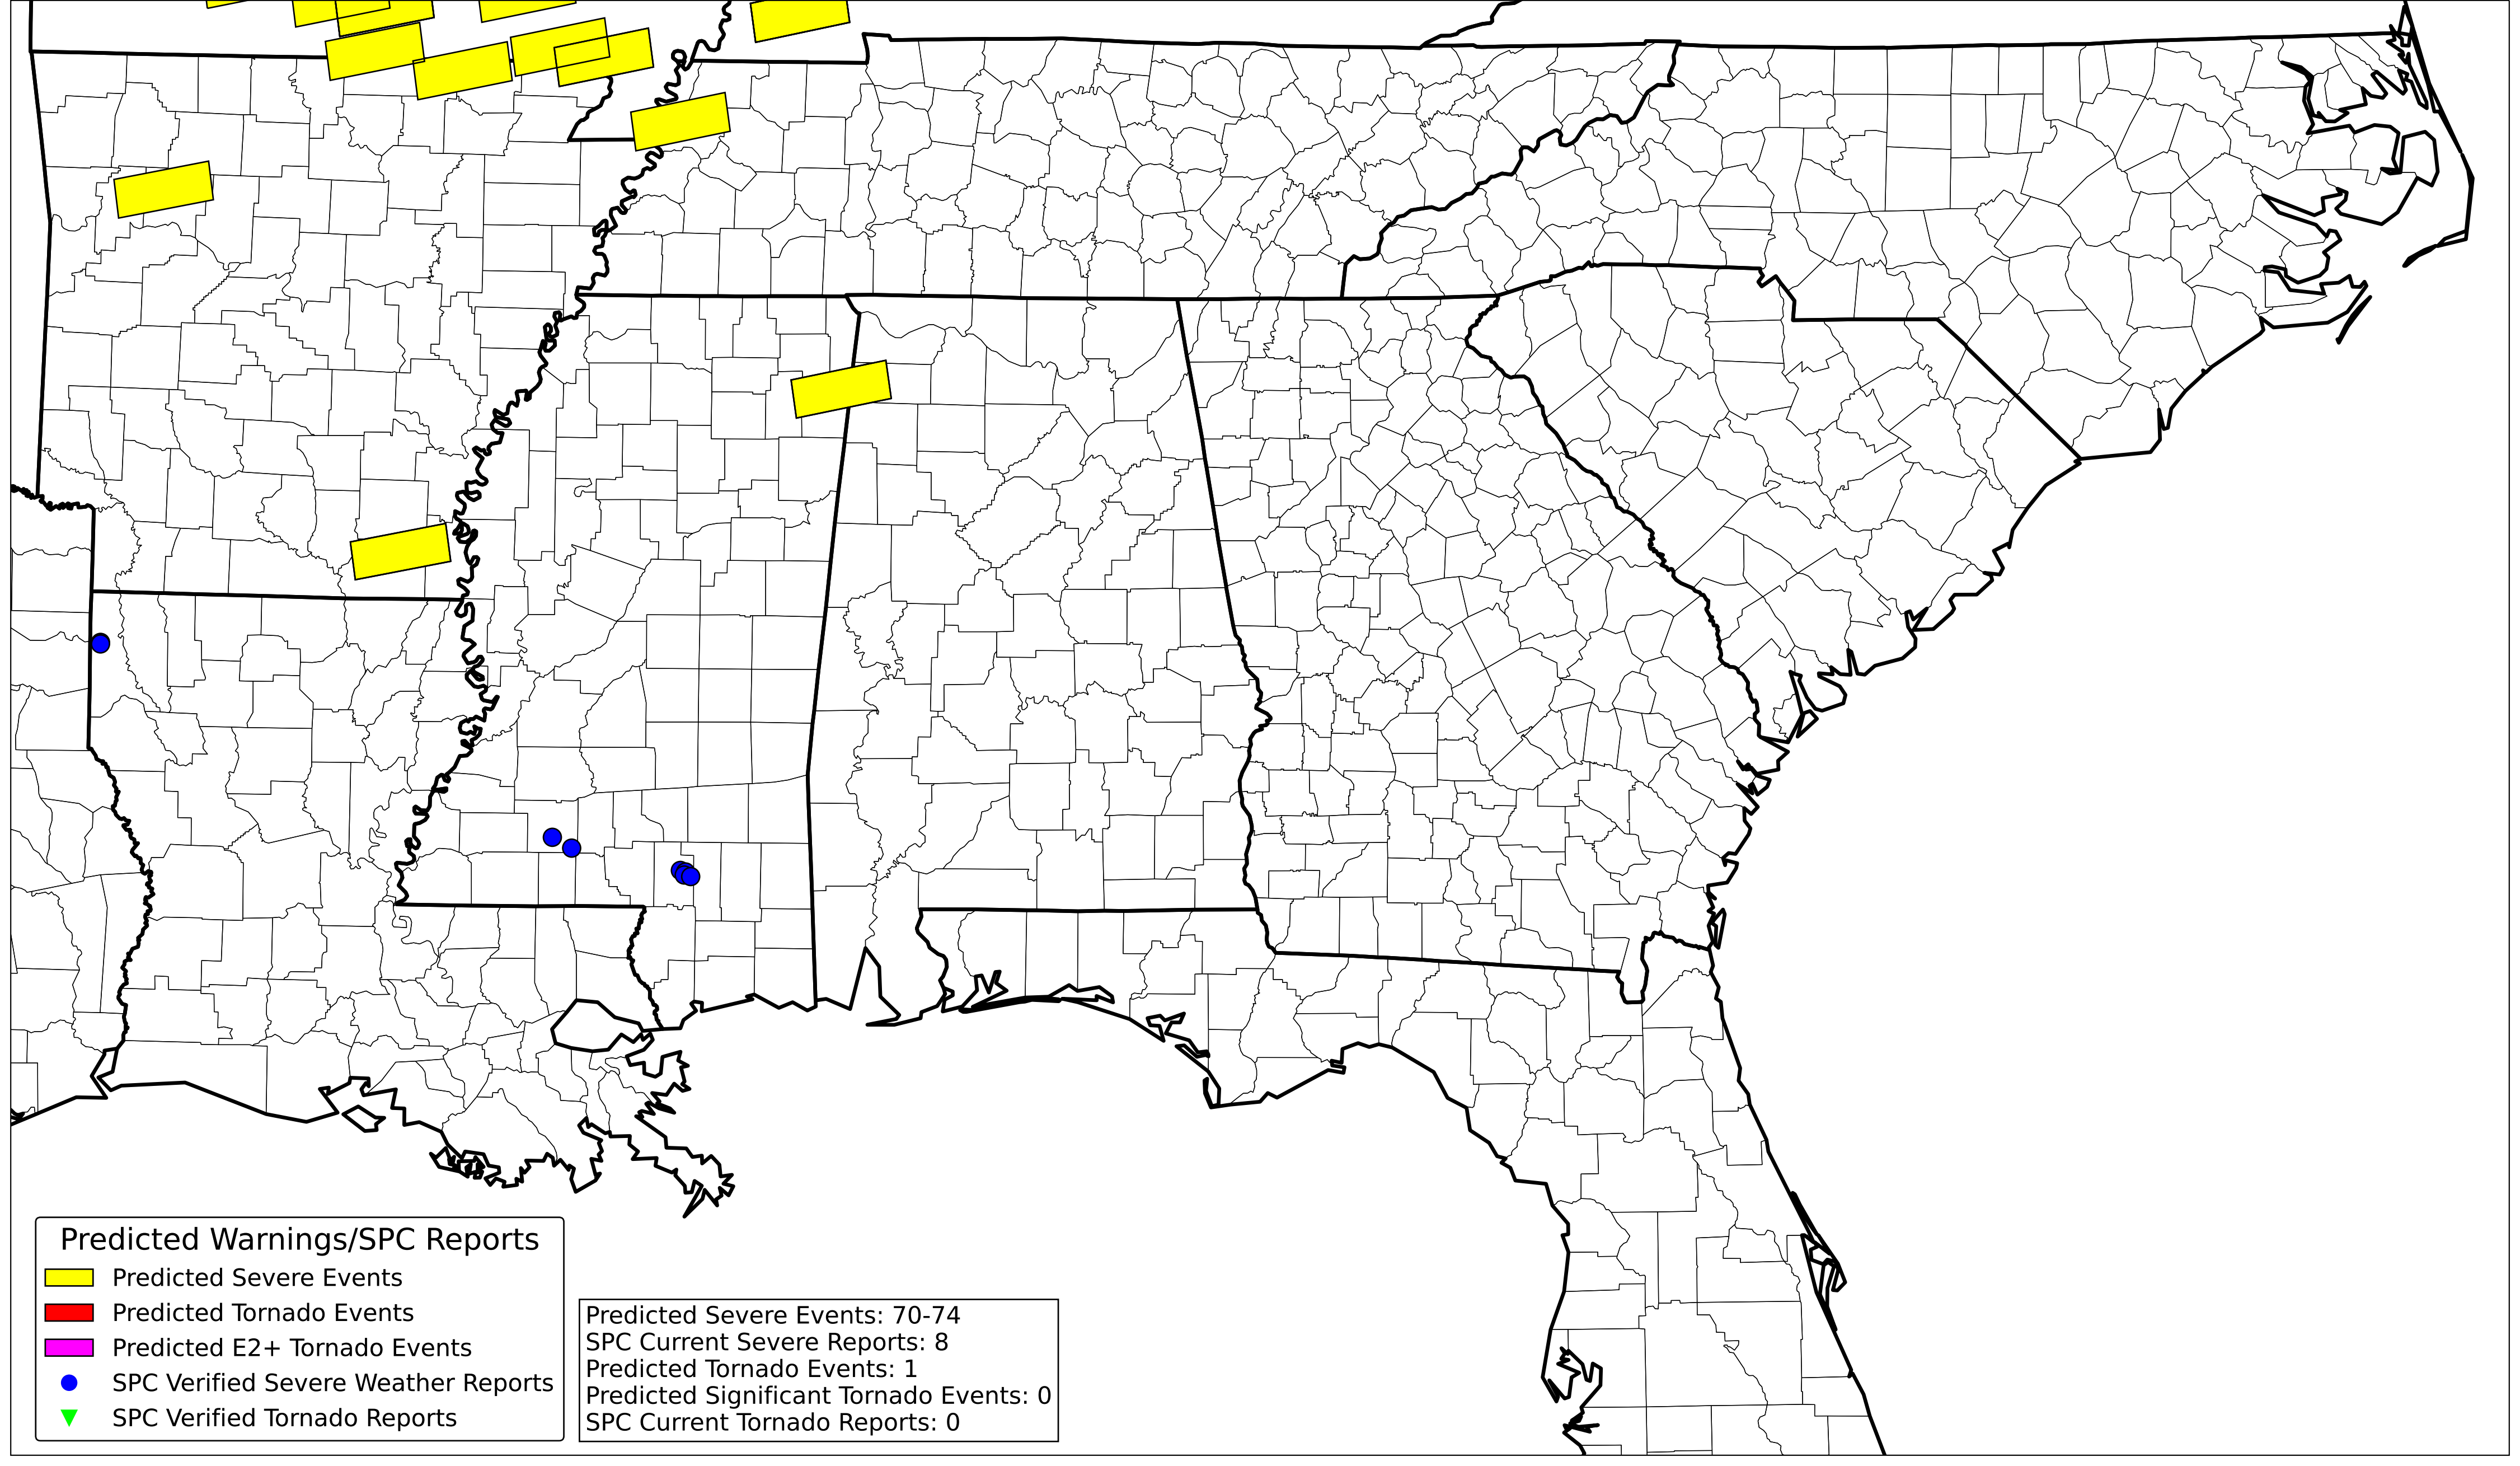 Predicted Warnings/SPC Reports
Predicted Severe Events
Predicted Tornado Events
Predicted E2+ Tornado Events
SPC Verified Severe Weather Reports
SPC Verified Tornado Reports
Predicted Severe Events: 70-74
SPC Current Severe Reports: 8
Predicted Tornado Events: 1
Predicted Significant Tornado Events: 0
SPC Current Tornado Reports: 0